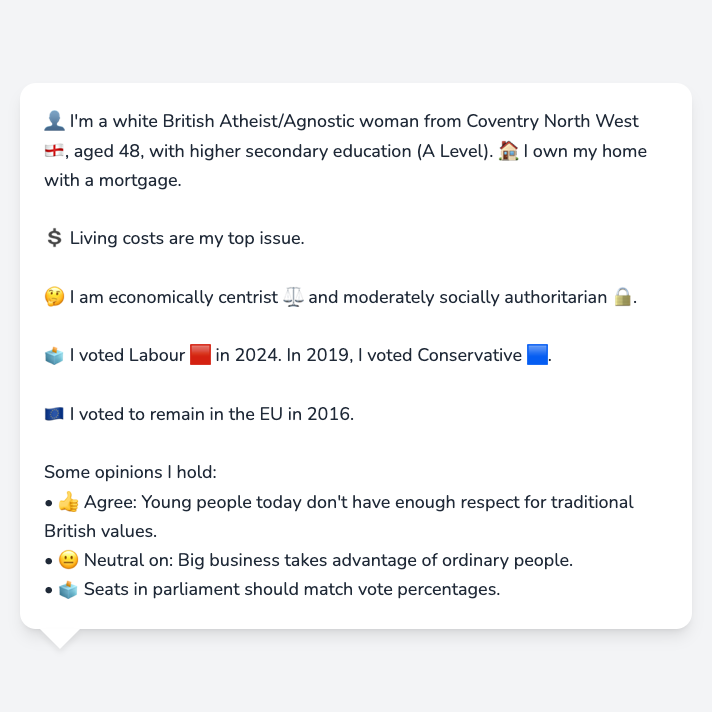 👤 I'm a white British Atheist/Agnostic woman from Coventry North West
🏴󠁧󠁢󠁥󠁮󠁧󠁿, aged 48, with higher secondary education (A Level). 🏠 I own my home
with a mortgage.
💲 Living costs are my top issue.
🤔 I am economically centrist ⚖️ and moderately socially authoritarian 🔒.
🗳️ I voted Labour 🟥 in 2024. In 2019, I voted Conservative 🟦.
🇪🇺 I voted to remain in the EU in 2016.
Some opinions I hold:
• 👍 Agree: Young people today don't have enough respect for traditional
British values.
• 😐 Neutral on: Big business takes advantage of ordinary people.
• 🗳️ Seats in parliament should match vote percentages.